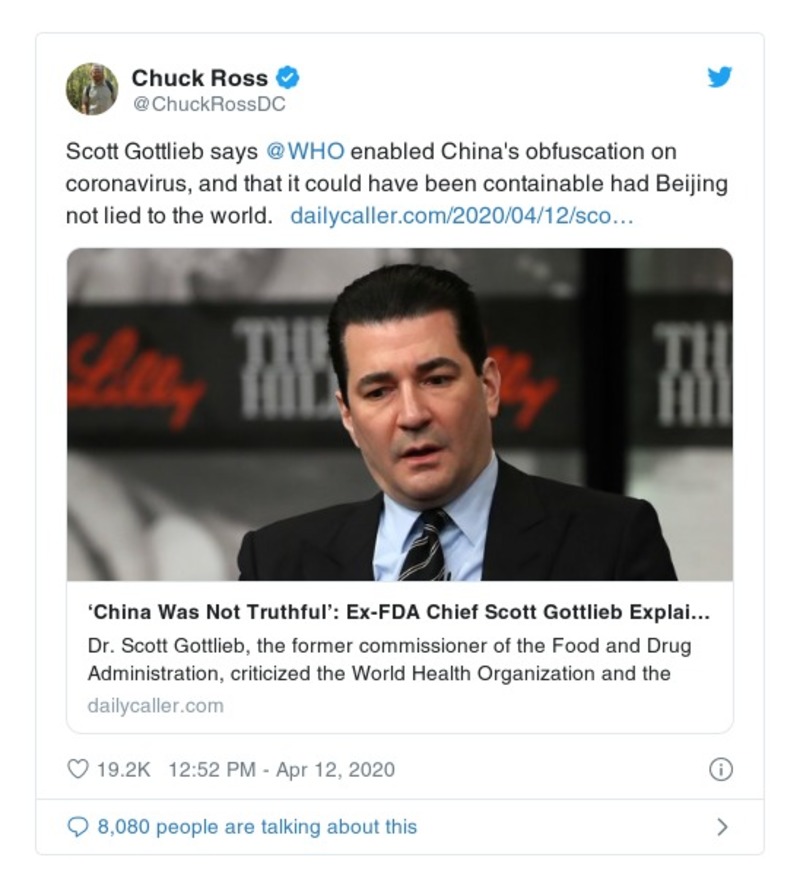 Chuck Ross
@ChuckRossDC
Scott Gottlieb says @WHO enabled China's obfuscation on
coronavirus, and that it could have been containable had Beijing
not lied to the world. dailycaller.com/2020/04/12/sco…
Lilly THE HILL Lilly THE HILL
‘China Was Not Truthful’: Ex-FDA Chief Scott Gottlieb Explai...
Dr. Scott Gottlieb, the former commissioner of the Food and Drug
Administration, criticized the World Health Organization and the
dailycaller.com
19.2K 12:52 PM - Apr 12, 2020
8,080 people are talking about this